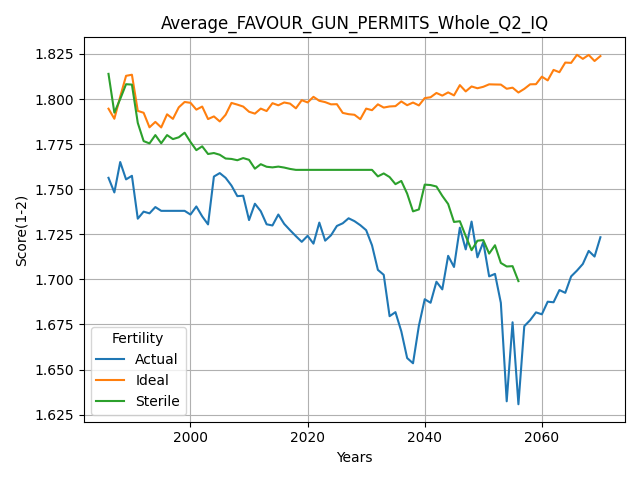 Average_FAVOUR_GUN_PERMITS_Whole_Q2_IQ
Score(1-2)
1.825
1.800
1.775
1.750
1.725
1.700
1.675
1.650
1.625
Fertility
Actual
Ideal
Sterile
2000
2020
2040
2060
Years